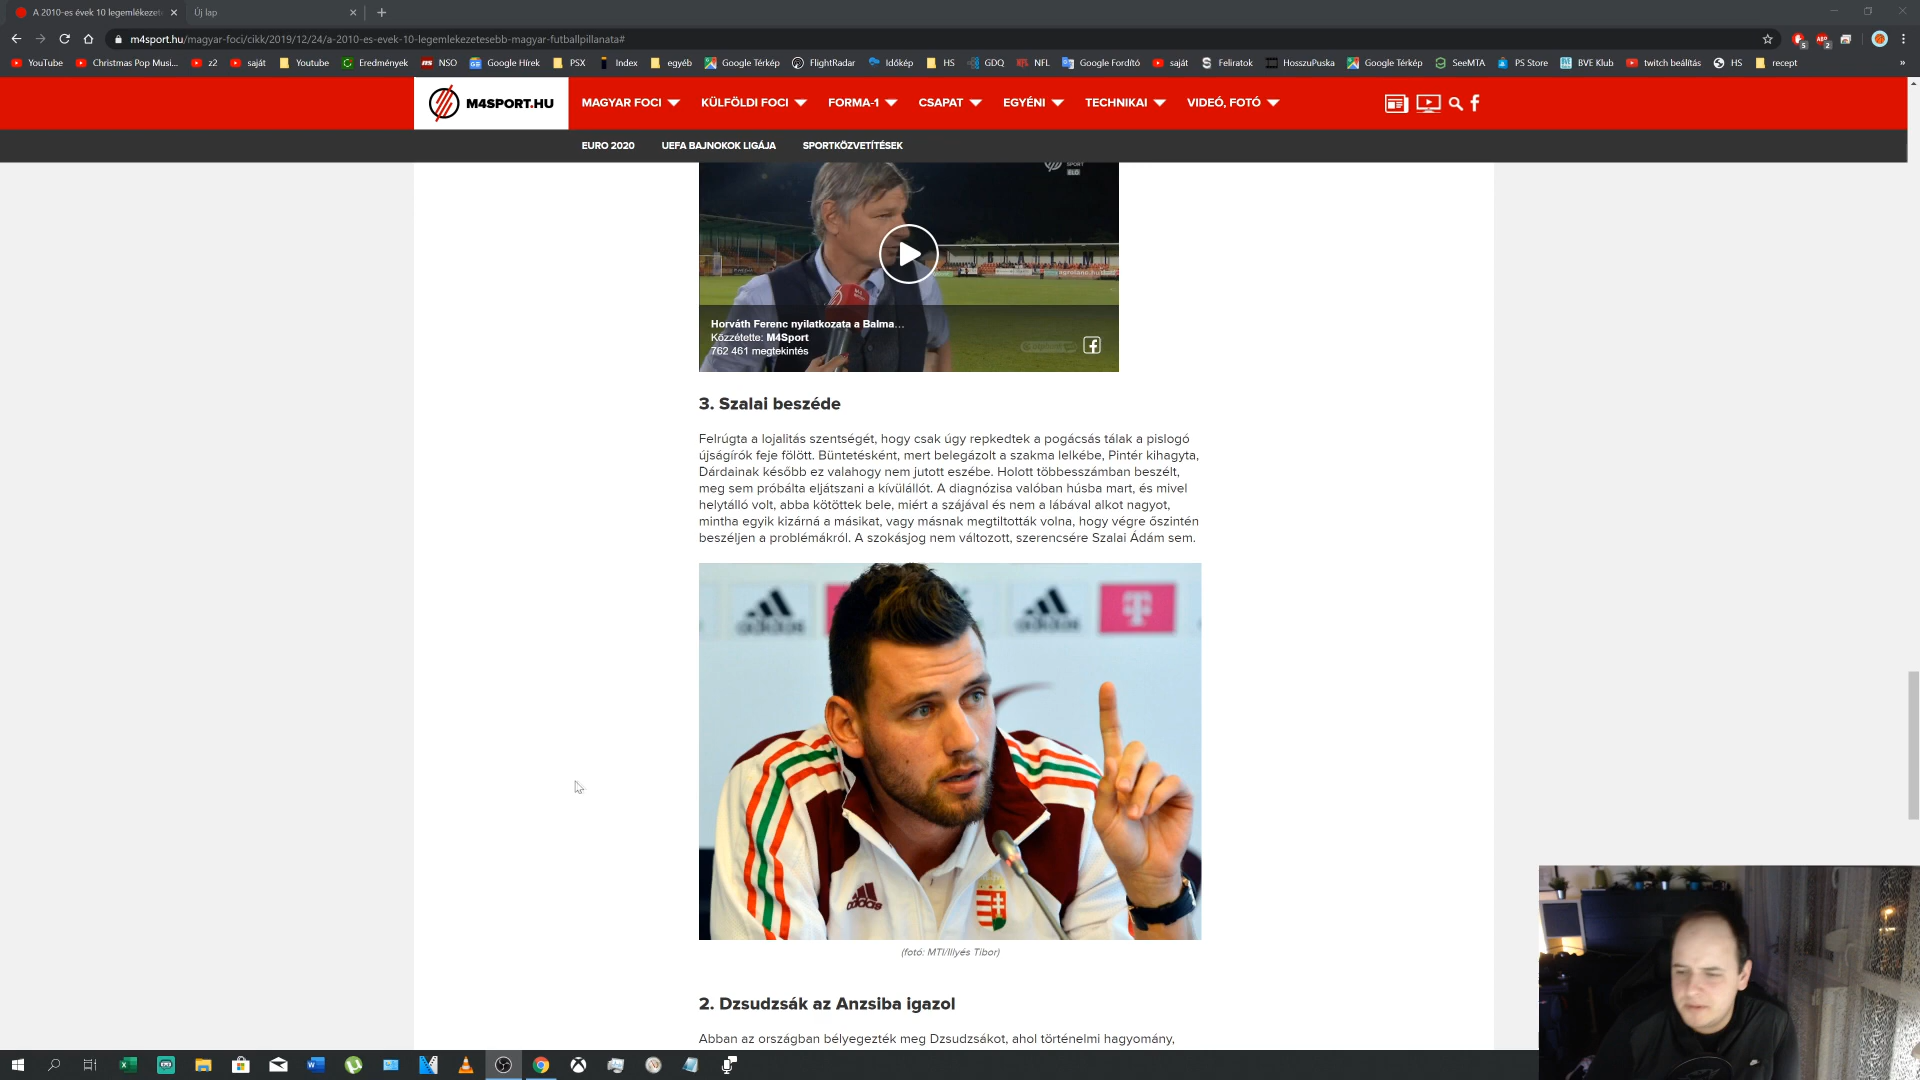 A 2010-es évek 10 legemlékezet
Új lap
m4sport.hu/magyar-foci/cikk/2019/12/24/a-2010-es-evek-10-legemlekezetesebb-magyar-futballpillanata#
YouTube Christmas Pop Musi... z2 saját Youtube Eredmények NSO Google Hírek PSX Index egyéb Google Térkép FlightRadar Időkép HS GDQ NFL Google Fordító saját Feliratok HosszuPuska Google Térkép SeeMTA PS Store BVE Klub twitch beálítás HS recept »
M4SPORT.HU MAGYAR FOCI KÜLFÖLDI FOCI FORMA-1 CSAPAT EGYÉNI TECHNIKAI VIDEÓ, FOTÓ
EURO 2020 UEFA BAJNOKOK LIGÁJA SPORTKÖZVETÍTÉSEK
SPORT
ÉLŐ
Horváth Ferenc nyilatkozata a Balma...
Közzétette: M4Sport
762 461 megtekintés
3. Szalai beszéde
Felrúgta a lojalitás szentségét, hogy csak úgy repkedtek a pogácsás tálak a pislogó
újságírók feje fölött. Büntetésként, mert belegázolt a szakma lelkébe, Pintér kihagyta,
Dárdainak később ez valahogy nem jutott eszébe. Holott többesszámban beszélt,
meg sem próbálta eljátszani a kívülállót. A diagnózisa valóban húsba mart, és mivel
helytálló volt, abba kötöttek bele, miért a szájával és nem a lábával alkot nagyot,
mintha egyik kizárná a másikat, vagy másnak megtiltották volna, hogy végre őszintén
beszéljen a problémákról. A szokásjog nem változott, szerencsére Szalai Ádám sem.
adidas adidas T
adidas
(fotó: MTI/Illyés Tibor)
2. Dzsudzsák az Anzsiba igazol
Abban az országban bélyegezték meg Dzsudzsákot, ahol történelmi hagyomány,